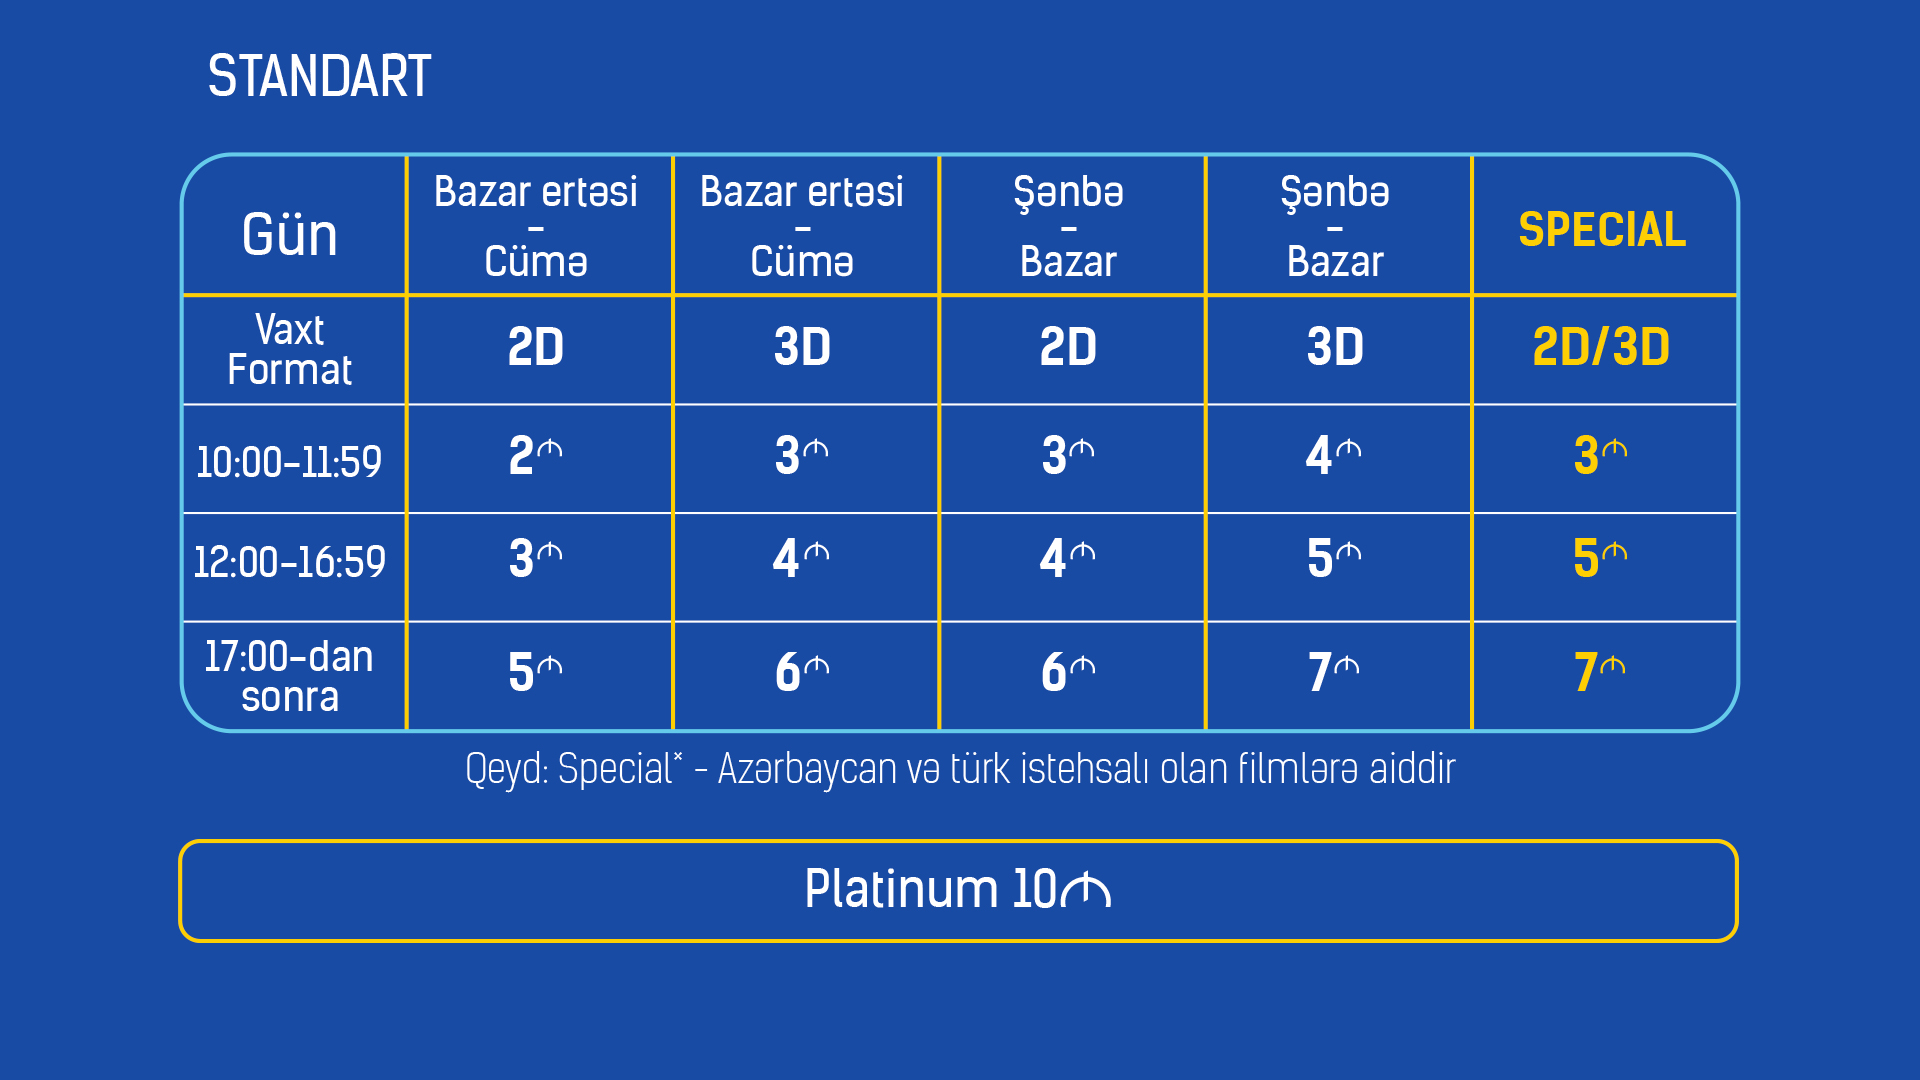 STANDART
Gün
Bazar ertəsi
–
Cümə
Bazar ertəsi
–
Cümə
Şənbə
–
Bazar
Şənbə
–
Bazar
SPECIAL
Vaxt
Format
2D
3D
2D
3D
2D/3D
10:00-11:59
2₼
3₼
3₼
4₼
3₼
12:00-16:59
3₼
4₼
4₼
5₼
5₼
17:00-dan
sonra
5₼
6₼
6₼
7₼
7₼
Qeyd: Special* - Azərbaycan və türk istehsalı olan filmlərə aiddir
Platinum 10₼